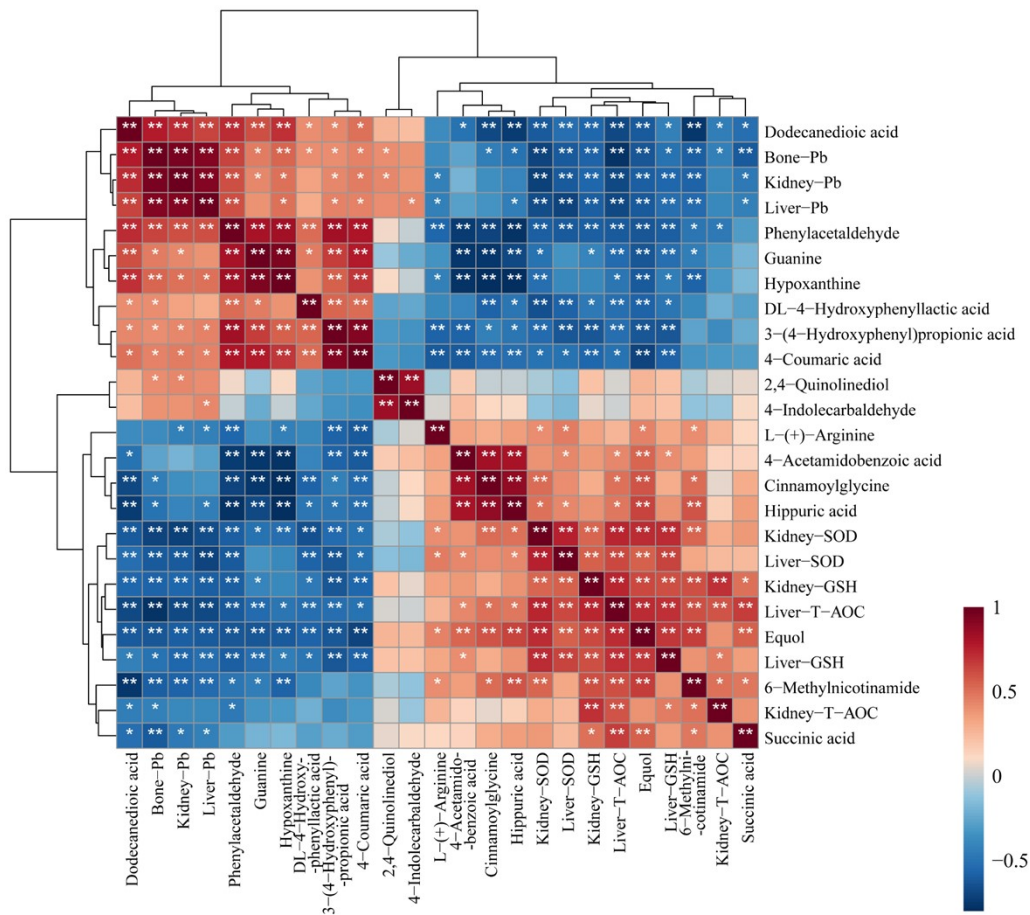 Dodecanedioic acid
Bone−Pb
Kidney−Pb
Liver−Pb
Phenylacetaldehyde
Guanine
Hypoxanthine
DL−4−Hydroxyphenyllactic acid
3−(4−Hydroxyphenyl)propionic acid
4−Coumaric acid
2,4−Quinolinediol
4−Indolecarbaldehyde
L−(+)−Arginine
4−Acetamidobenzoic acid
Cinnamoylglycine
Hippuric acid
Kidney−SOD
Liver−SOD
Kidney−GSH
Liver−T−AOC
Equol
Liver−GSH
6−Methylnicotinamide
Kidney−T−AOC
Succinic acid
1
0.5
0
−0.5
Dodecanedioic acid
Bone−Pb
Kidney−Pb
Liver−Pb
Phenylacetaldehyde
Guanine
Hypoxanthine
DL−4−Hydroxy-
-phenyllactic acid
3−(4−Hydroxyphenyl)-
-propionic acid
4−Coumaric acid
2,4−Quinolinediol
4−Indolecarbaldehyde
L−(+)−Arginine
4−Acetamido-
-benzoic acid
Cinnamoylglycine
Hippuric acid
Kidney−SOD
Liver−SOD
Kidney−GSH
Liver−T−AOC
Equol
Liver−GSH
6−Methylni-
-cotinamide
Kidney−T−AOC
Succinic acid